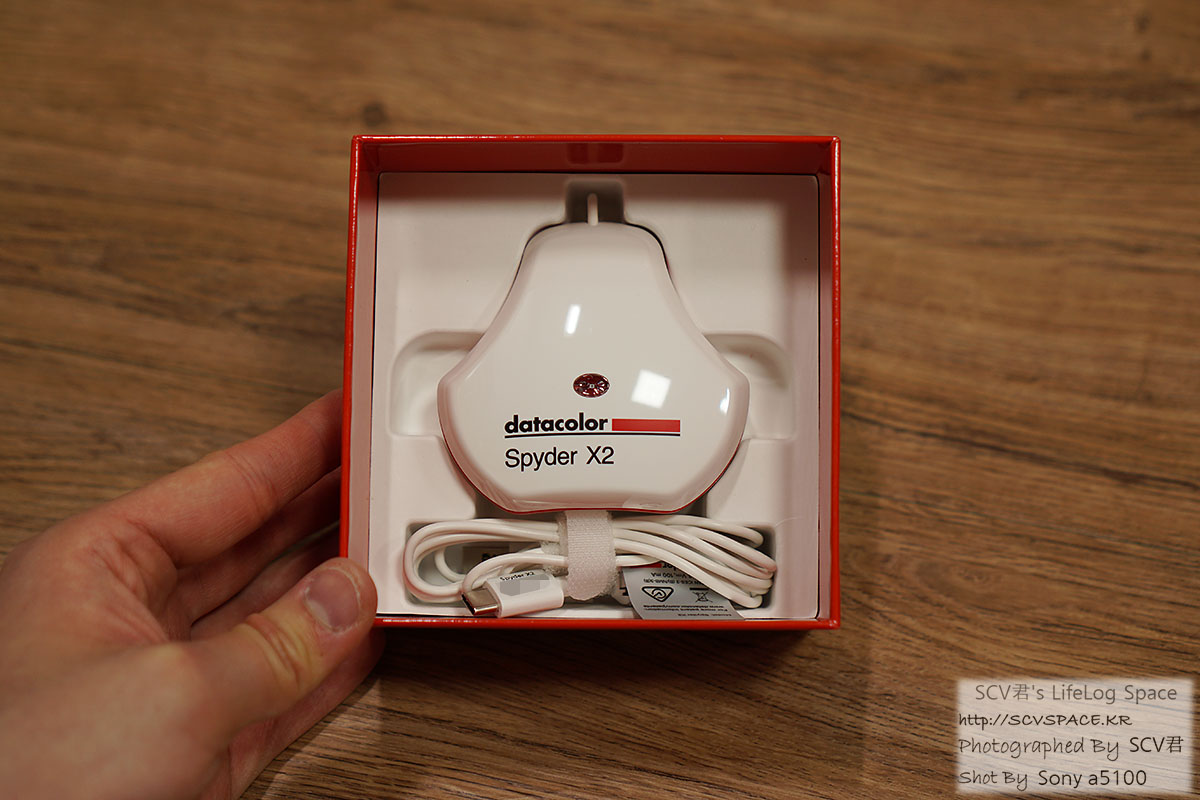 datacolor
Spyder X2
Spyder X2
SCV君's LifeLog Space
http://SCVSPACE.KR
Photographed By SCV君
Shot By Sony a5100